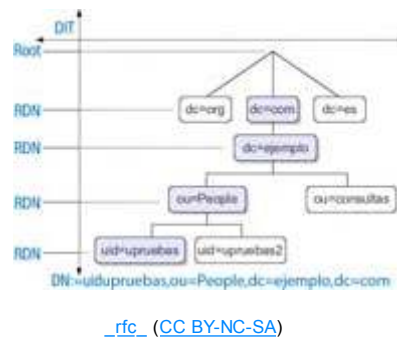 DIT
Root
RDN dc=org dc=com dc=es
RDN dc=ejemplo
RDN ou=People ou=consultas
RDN uid=upruebas uid=upruebas2
DN:=uidupruebas,ou=People,dc=ejemplo,dc=com
_rfc_ (CC BY-NC-SA)